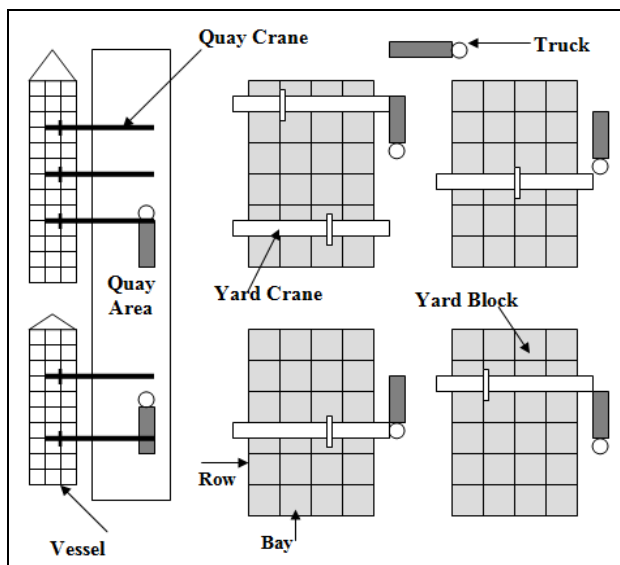 Quay Crane
Truck
Quay
Area
Yard Crane
Yard Block
Row
Bay
Vessel